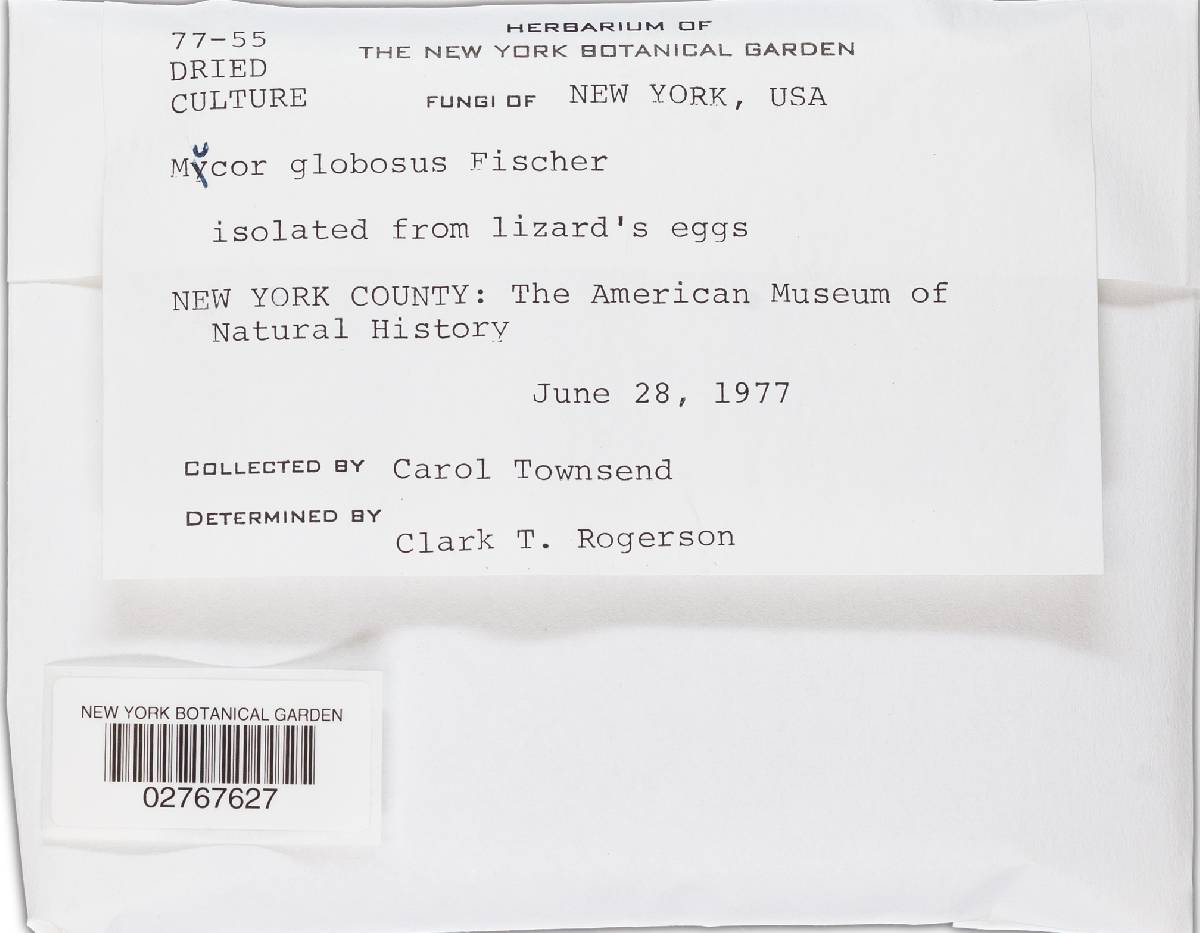 77-55
DRIED
CULTURE
HERBARIUM OF
THE NEW YORK BOTANICAL GARDEN
FUNGI OF NEW YORK, USA
Mucor globosus Fischer
isolated from lizard's eggs
NEW YORK COUNTY: The American Museum of
Natural History
June 28, 1977
COLLECTED BY Carol Townsend
DETERMINED BY
Clark T. Rogerson
NEW YORK BOTANICAL GARDEN
02767627